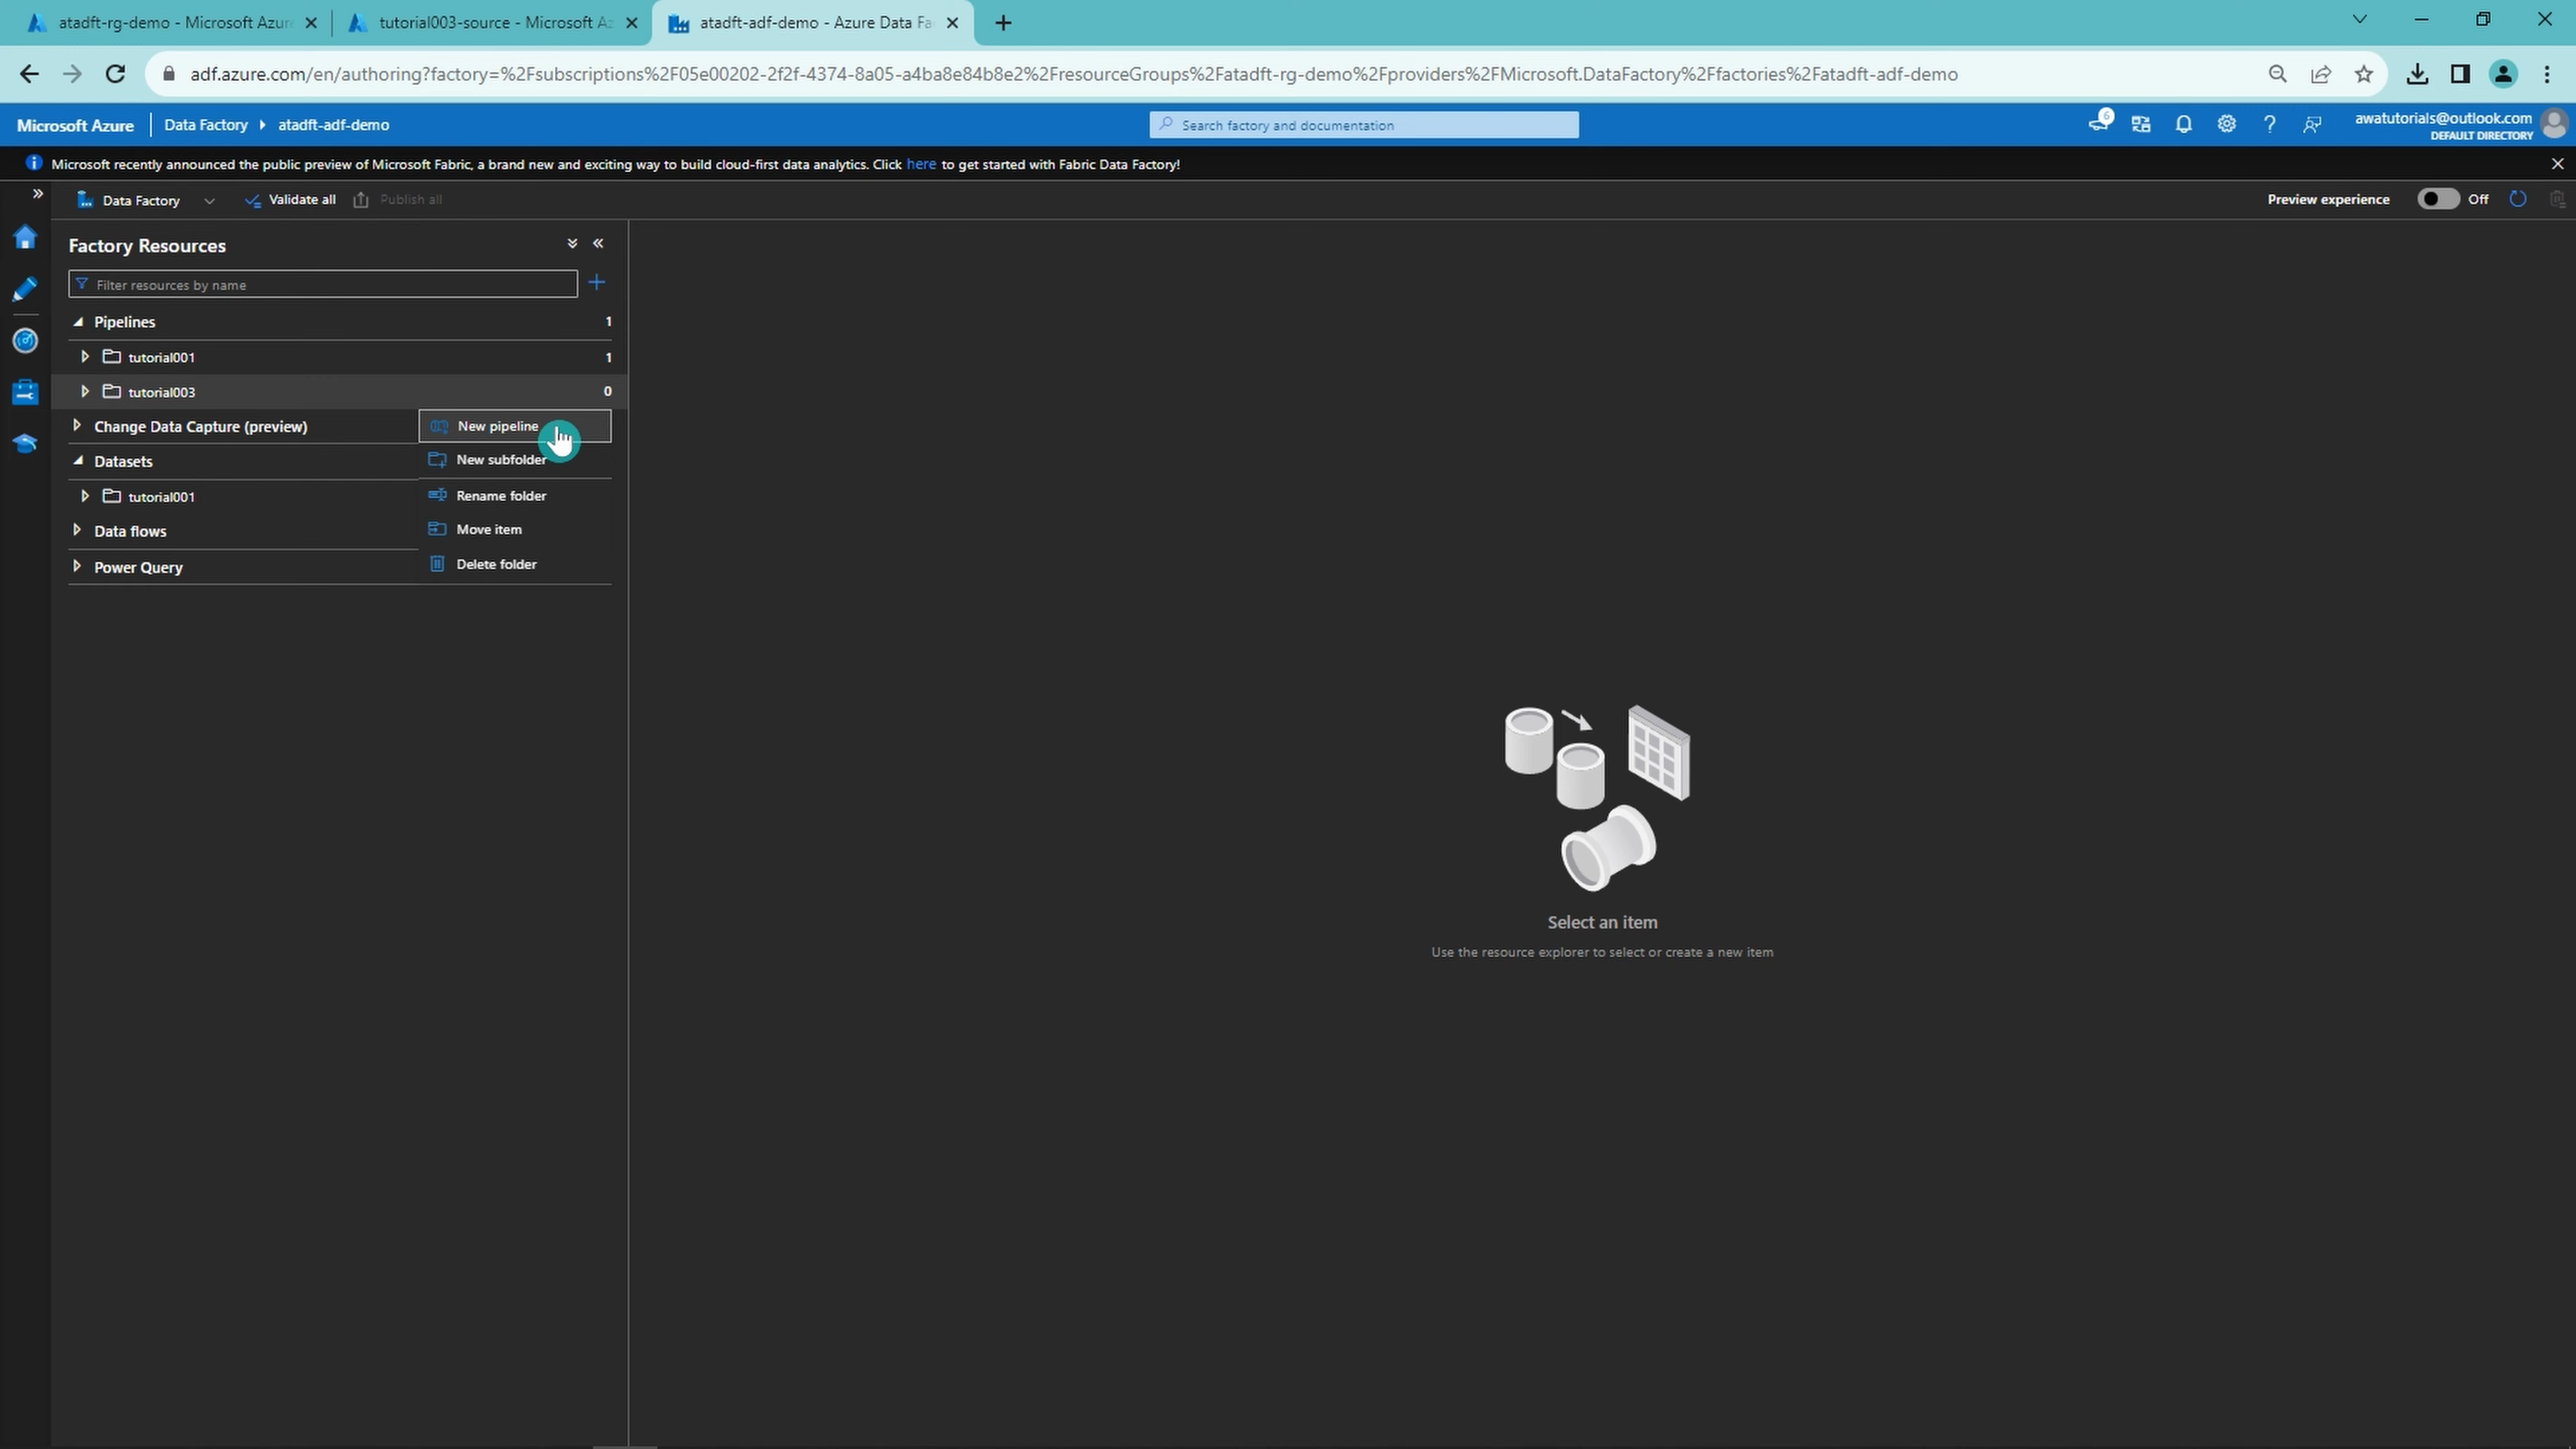 atadft-rg-demo - Microsoft Azur
tutorial003-source - Microsoft Az
atadft-adf-demo - Azure Data Fa
adf.azure.com/en/authoring?factory=%2Fsubscriptions%2F05e00202-2f2f-4374-8a05-a4ba8e84b8e2%2FresourceGroups%2Fatadft-rg-demo%2Fproviders%2FMicrosoft.DataFactory%2Ffactories%2Fatadft-adf-demo
Microsoft Azure
Data Factory
atadft-adf-demo
Search factory and documentation
6
awatutorials@outlook.com
DEFAULT DIRECTORY
Microsoft recently announced the public preview of Microsoft Fabric, a brand new and exciting way to build cloud-first data analytics. Click here to get started with Fabric Data Factory!
Data Factory
Validate all
Publish all
Preview experience
Off
Factory Resources
Filter resources by name
Pipelines 1
tutorial001 1
tutorial003 0
Change Data Capture (preview)
New pipeline
New subfolder
Datasets
Rename folder
tutorial001
Move item
Data flows
Delete folder
Power Query
Select an item
Use the resource explorer to select or create a new item